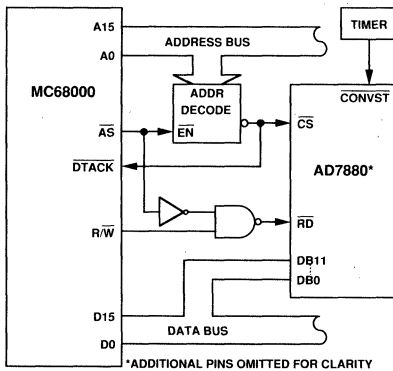 A15
ADDRESS BUS
TIMER
A0
MC68000
ADDR
DECODE
CONVST
AS
EN
CS
DTACK
AD7880*
R/W
RD
DB11
DB0
D15
DATA BUS
D0
*ADDITIONAL PINS OMITTED FOR CLARITY